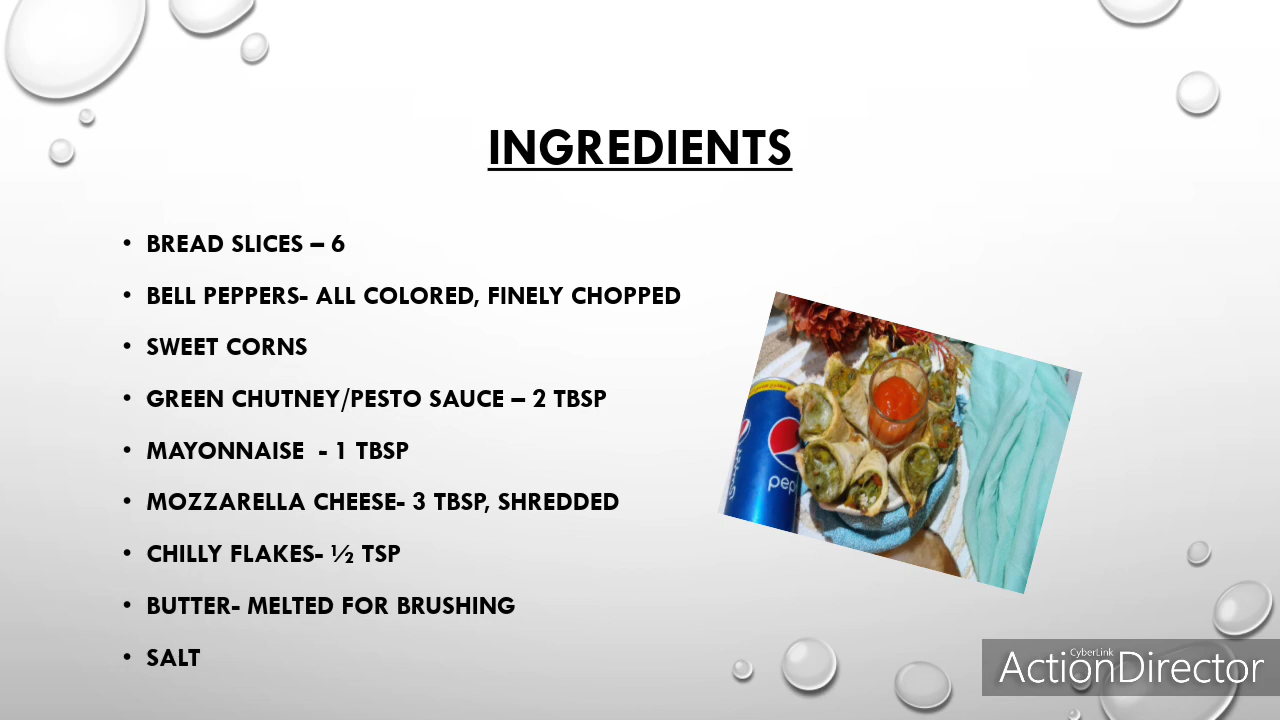 INGREDIENTS
• BREAD SLICES – 6
• BELL PEPPERS- ALL COLORED, FINELY CHOPPED
• SWEET CORNS
• GREEN CHUTNEY/PESTO SAUCE – 2 TBSP
• MAYONNAISE - 1 TBSP
• MOZZARELLA CHEESE- 3 TBSP, SHREDDED
• CHILLY FLAKES- ½ TSP
• BUTTER- MELTED FOR BRUSHING
• SALT
CyberLink
ActionDirector